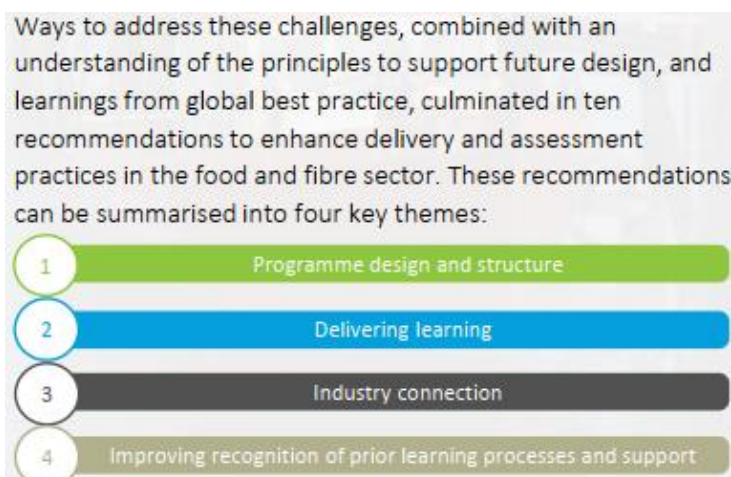 Ways to address these challenges, combined with an
understanding of the principles to support future design, and
learnings from global best practice, culminated in ten
recommendations to enhance delivery and assessment
practices in the food and fibre sector. These recommendations
can be summarised into four key themes:
1 Programme design and structure
2 Delivering learning
3 Industry connection
4 Improving recognition of prior learning processes and support